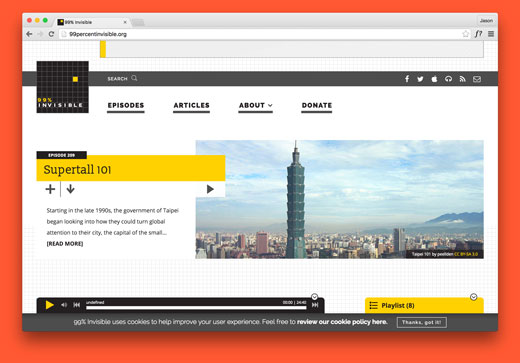 99% Invisible
Jason
99percentinvisible.org
f?
SEARCH
99%
INVISIBLE
EPISODES
ARTICLES
ABOUT
DONATE
EPISODE 209
Supertall 101
Starting in the late 1990s, the government of Taipei
began looking into how they could turn global
attention to their city, the capital of the small...
[READ MORE]
Taipei 101 by peellden CC BY-SA 3.0
undefined
00:00 | 24:40
Playlist (8)
99% Invisible uses cookies to help improve your user experience. Feel free to review our cookie policy here.
Thanks, got it!